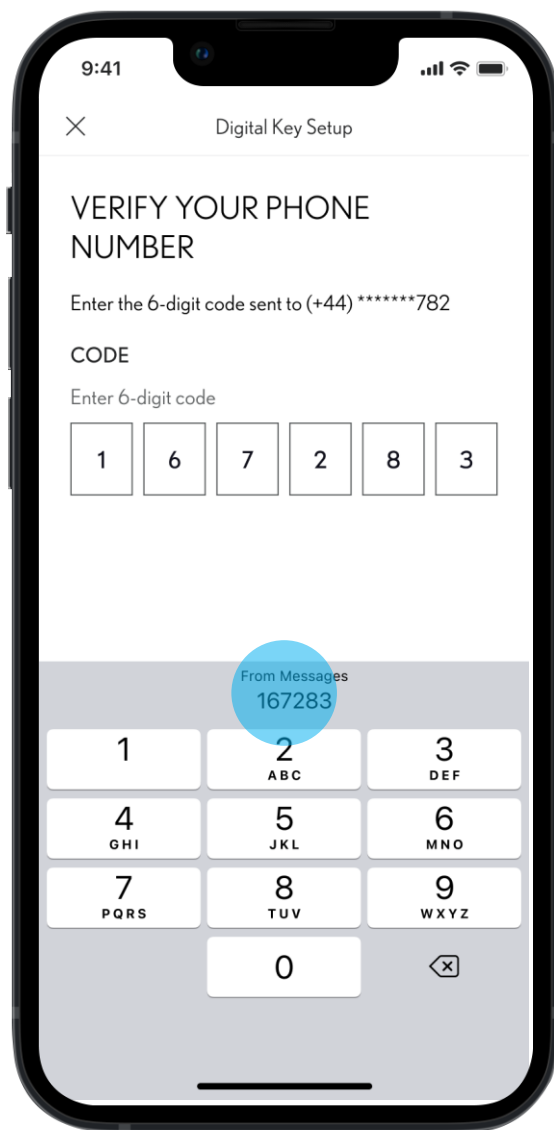 9:41
Digital Key Setup
VERIFY YOUR PHONE
NUMBER
Enter the 6-digit code sent to (+44) *******782
CODE
Enter 6-digit code
1 6 7 2 8 3
From Messages
167283
1 2 3
ABC DEF
4 5 6
GHI JKL MNO
7 8 9
PQRS TUV WXYZ
0